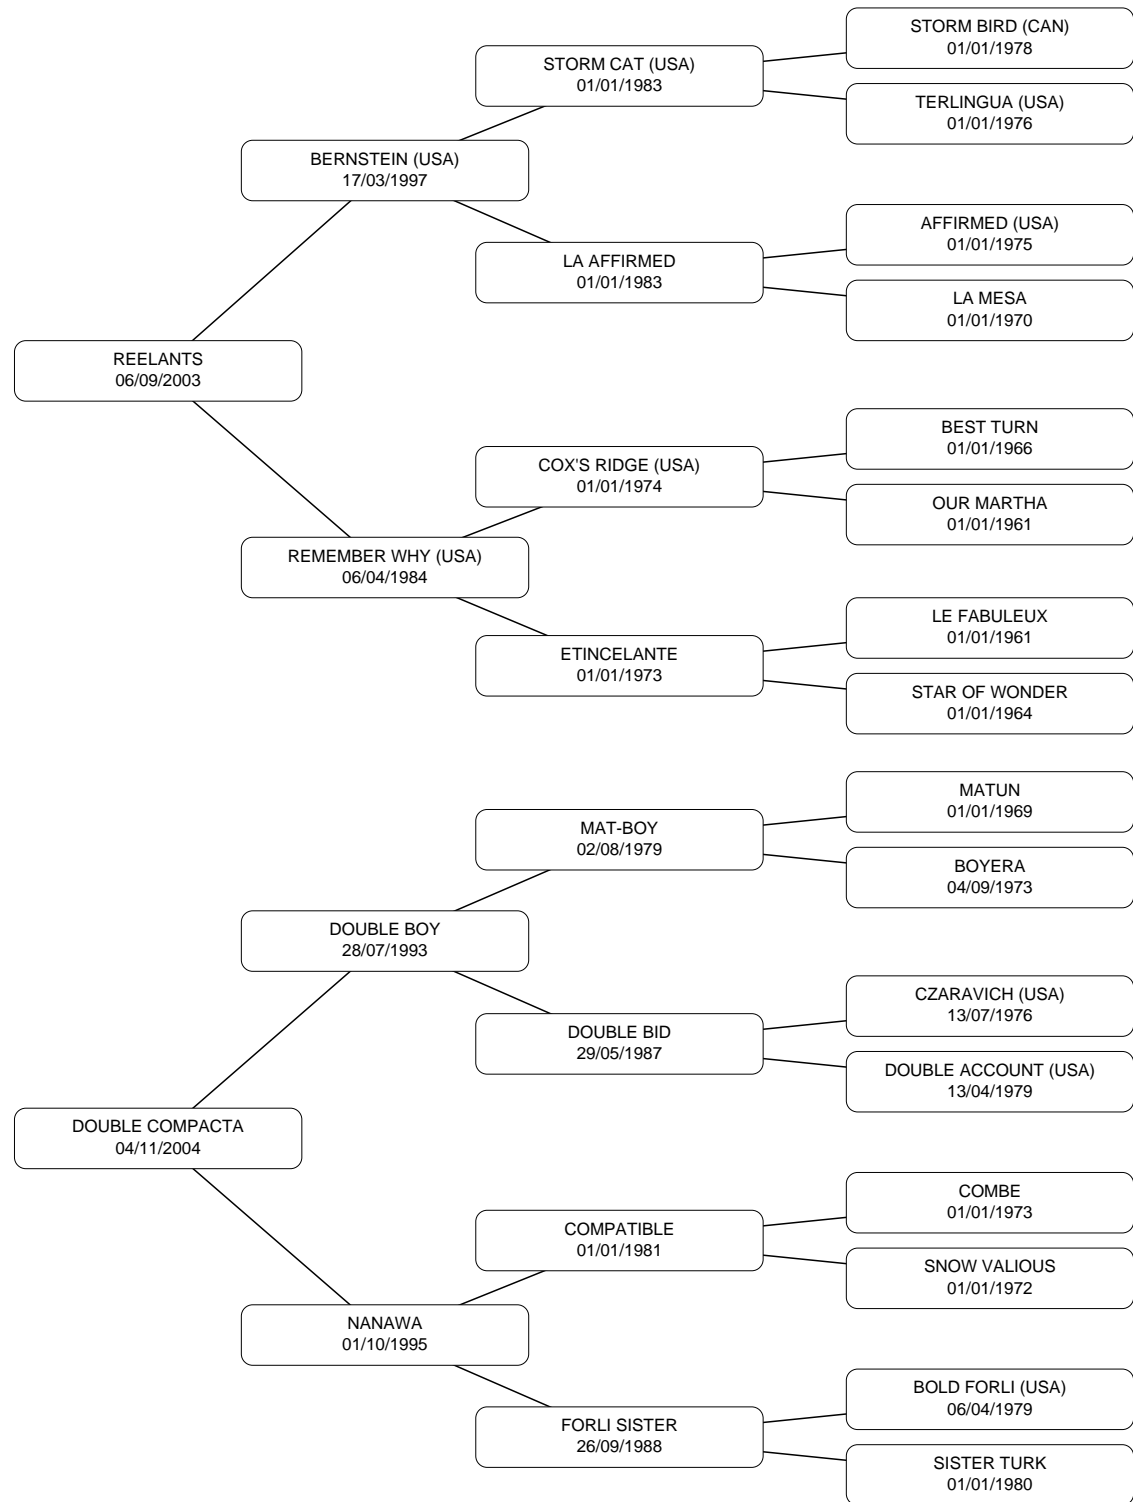 STORM BIRD (CAN)
01/01/1978
STORM CAT (USA)
01/01/1983
TERLINGUA (USA)
01/01/1976
BERNSTEIN (USA)
17/03/1997
AFFIRMED (USA)
01/01/1975
LA AFFIRMED
01/01/1983
LA MESA
01/01/1970
REELANTS
06/09/2003
BEST TURN
01/01/1966
COX'S RIDGE (USA)
01/01/1974
OUR MARTHA
01/01/1961
REMEMBER WHY (USA)
06/04/1984
LE FABULEUX
01/01/1961
ETINCELANTE
01/01/1973
STAR OF WONDER
01/01/1964
MATUN
01/01/1969
MAT-BOY
02/08/1979
BOYERA
04/09/1973
DOUBLE BOY
28/07/1993
CZARAVICH (USA)
13/07/1976
DOUBLE BID
29/05/1987
DOUBLE ACCOUNT (USA)
13/04/1979
DOUBLE COMPACTA
04/11/2004
COMBE
01/01/1973
COMPATIBLE
01/01/1981
SNOW VALIOUS
01/01/1972
NANAWA
01/10/1995
BOLD FORLI (USA)
06/04/1979
FORLI SISTER
26/09/1988
SISTER TURK
01/01/1980